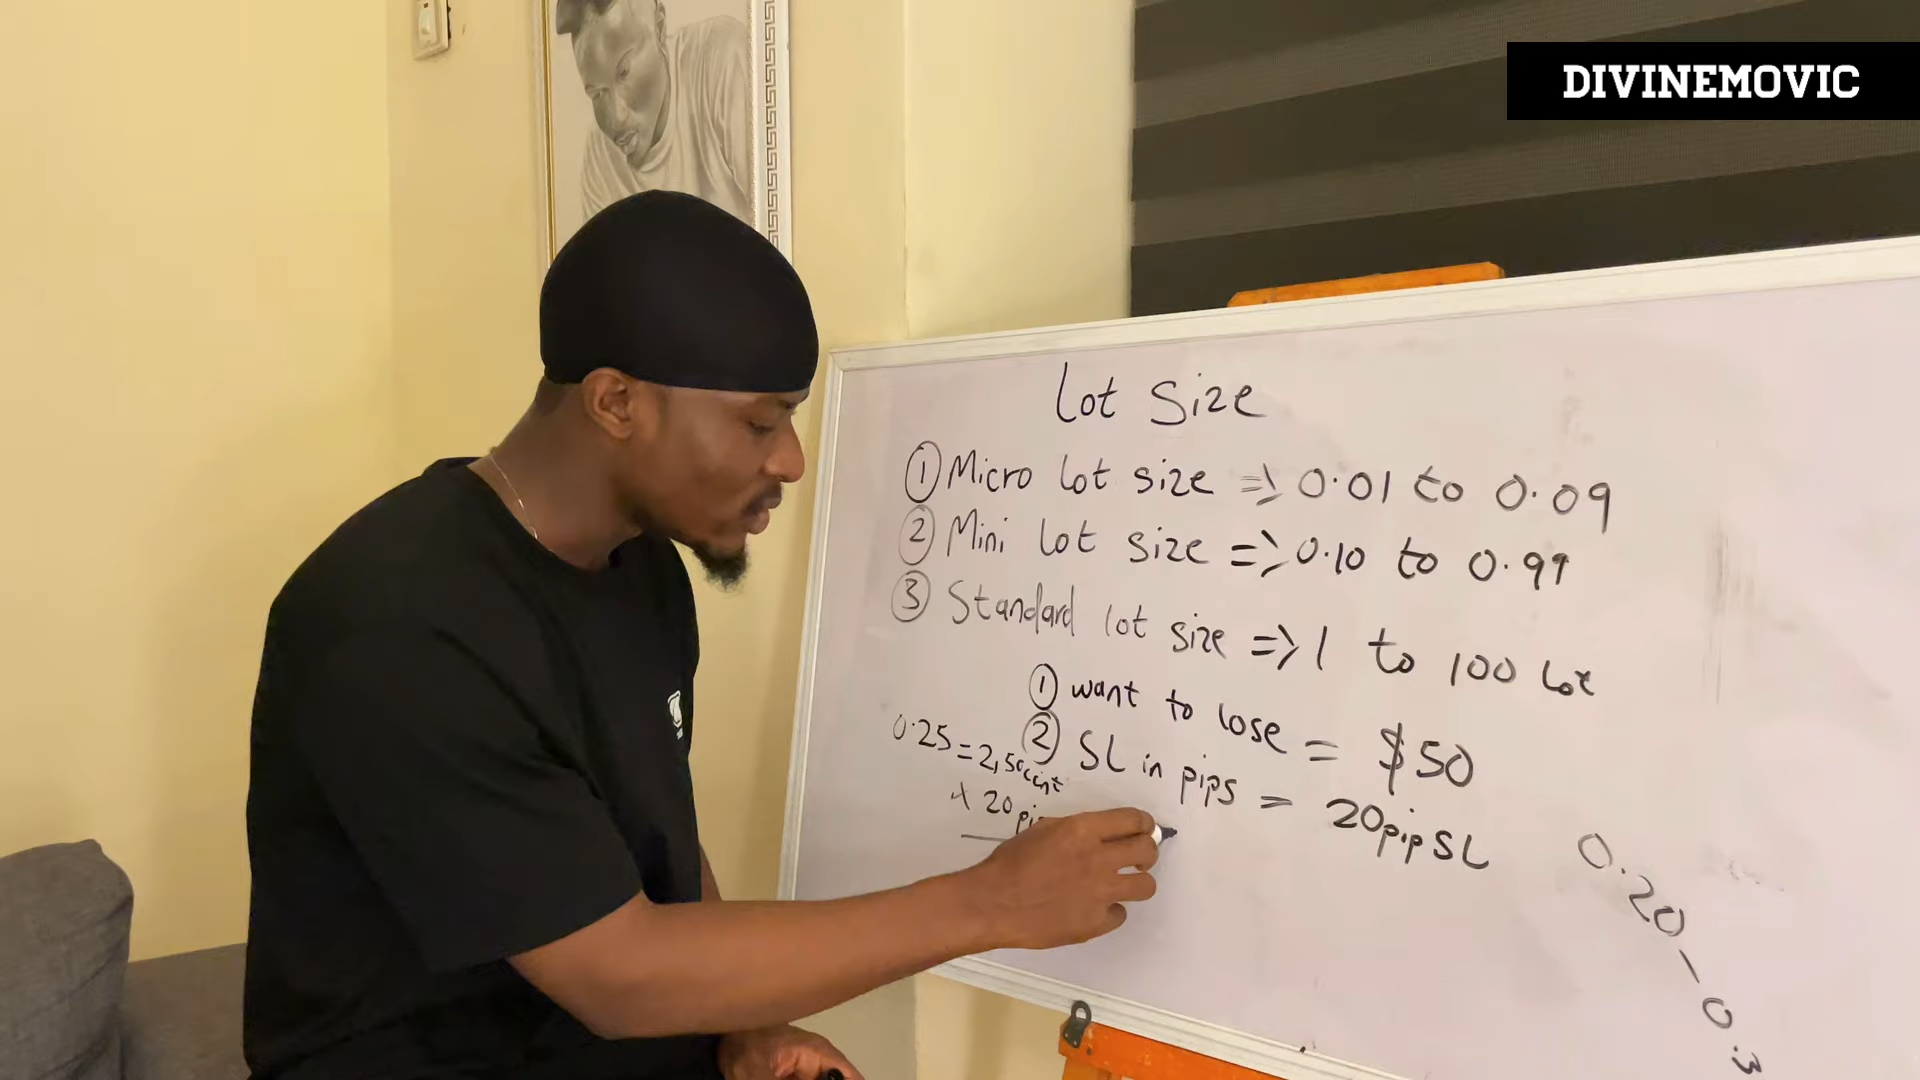 DIVINEMOVIC
Lot Size
① Micro lot size => 0.01 to 0.09
② Mini lot size => 0.10 to 0.99
③ Standard lot size => 1 to 100 Lot
① want to lose = $50
② SL in pips = 20pip SL
0.25 = 2,50cent
× 20
0.20 - 0.3